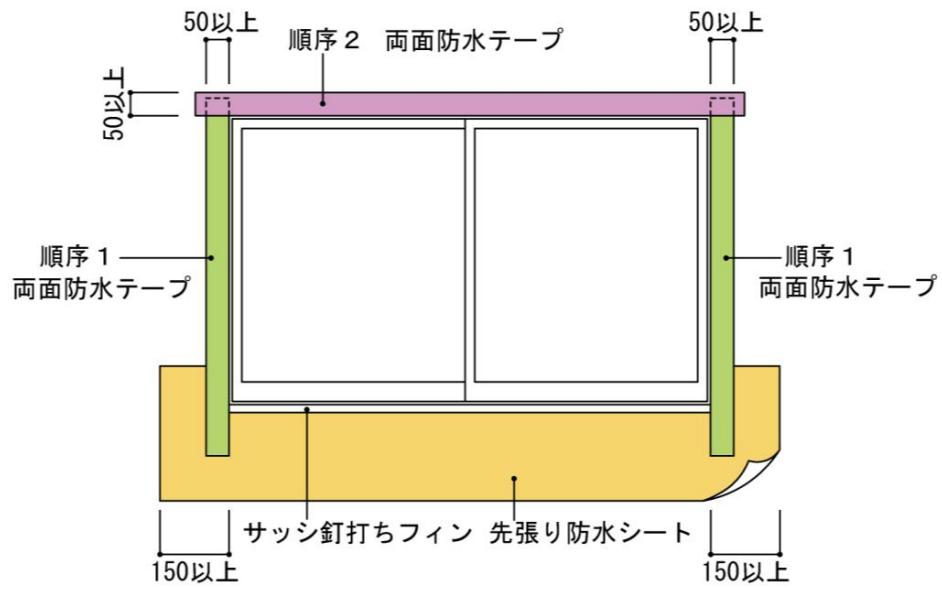 50以上
順序２　両面防水テープ
50以上
50以上
順序１
両面防水テープ
順序１
両面防水テープ
サッシ釘打ちフィン
先張り防水シート
150以上
150以上